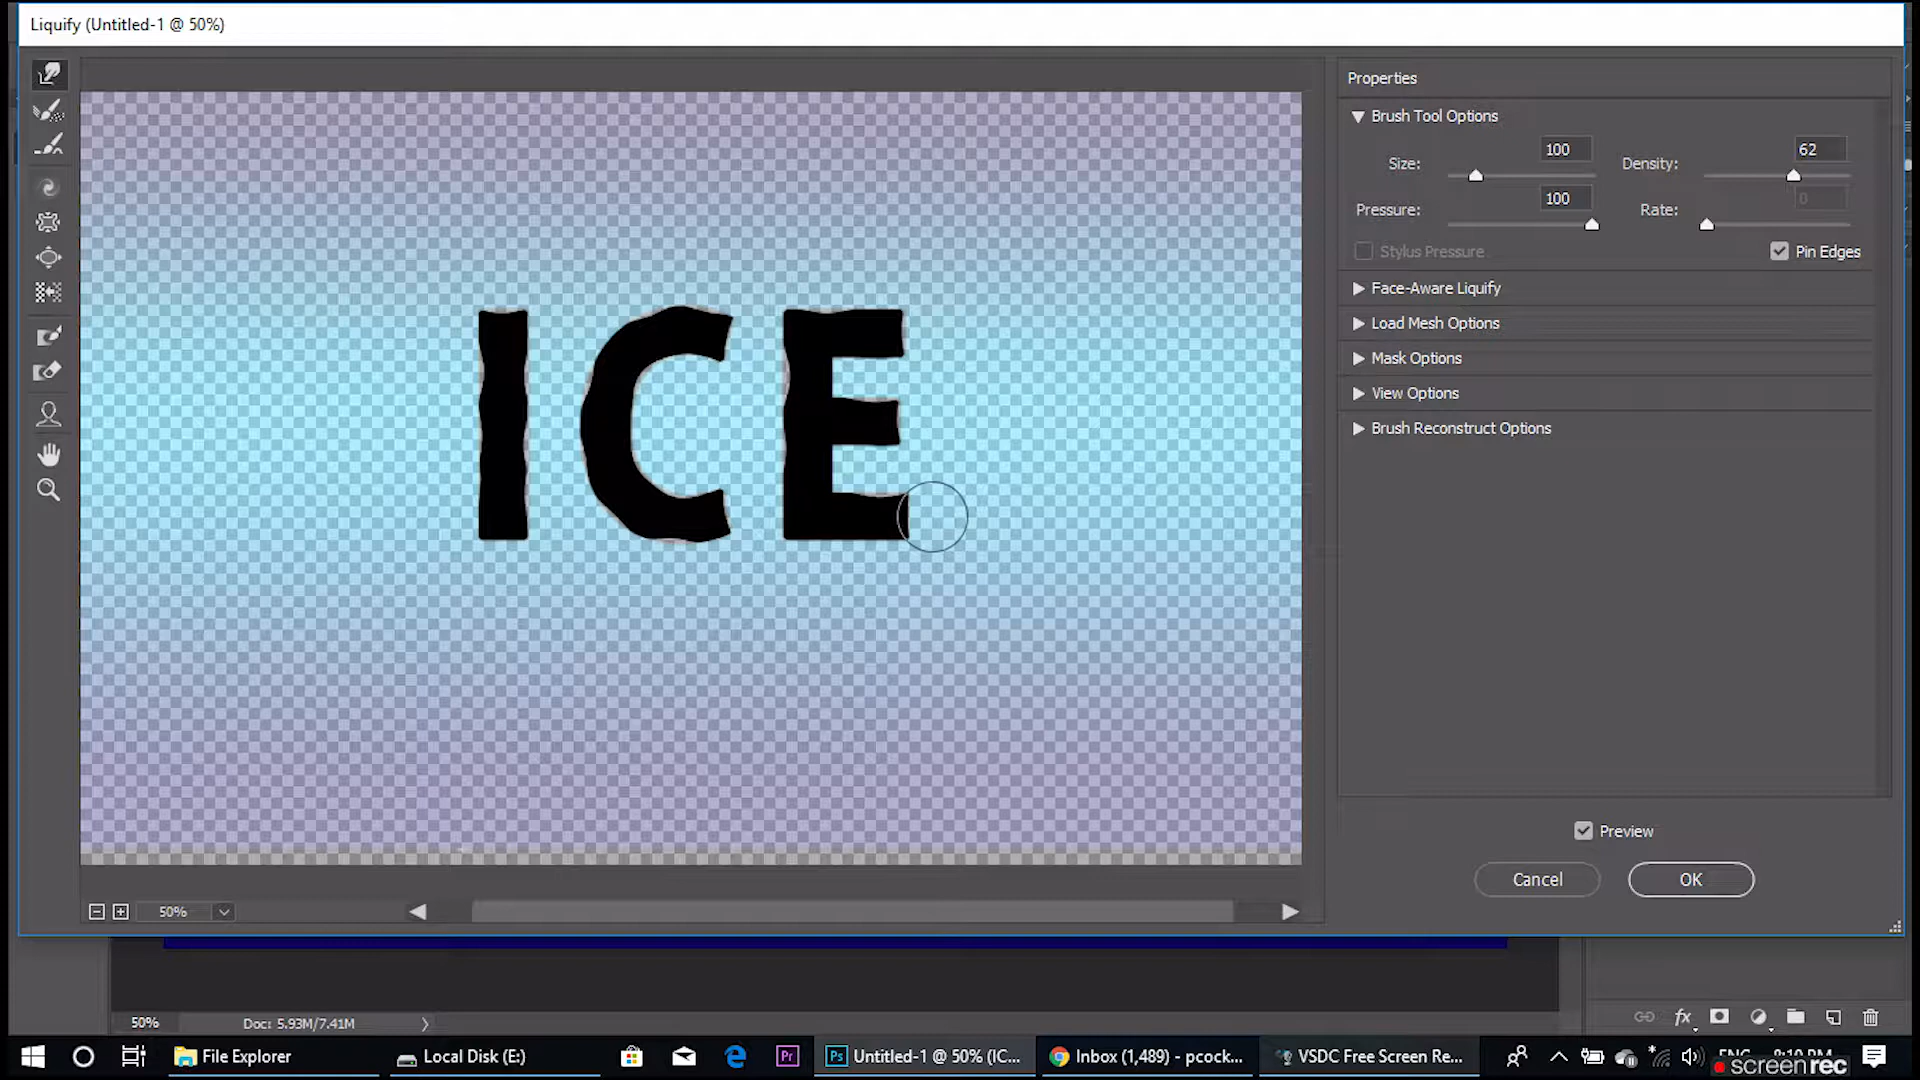 Liquify (Untitled-1 @ 50%)
Properties
Brush Tool Options
Size: 100
Density: 62
Pressure: 100
Rate: 0
Stylus Pressure
Pin Edges
Face-Aware Liquify
Load Mesh Options
Mask Options
View Options
Brush Reconstruct Options
ICE
Preview
Cancel
OK
50%
50%
Doc: 5.93M/7.41M
fx
File Explorer
Local Disk (E:)
Pr
Ps
Untitled-1 @ 50% (IC...
Inbox (1,489) - pcock...
VSDC Free Screen Re...
screenrec